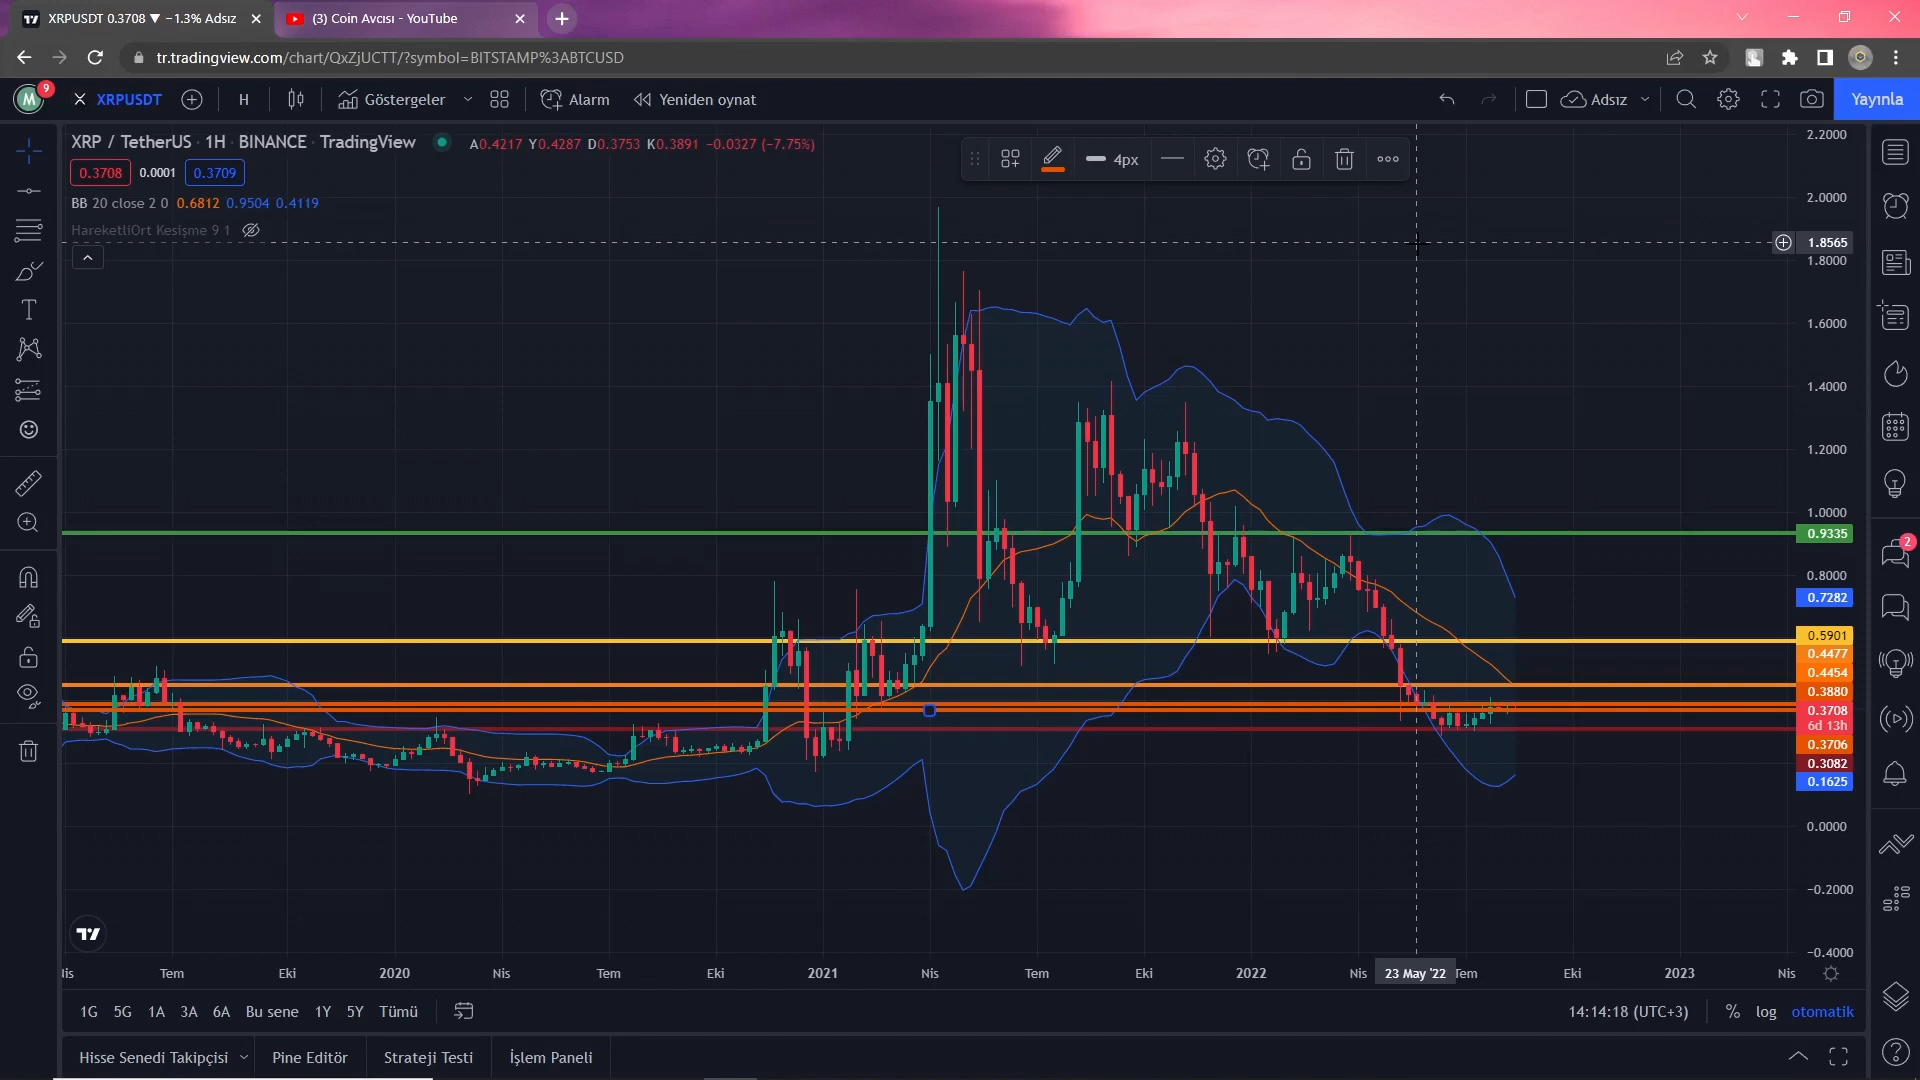 XRPUSDT 0.3708 ▼ −1.3% Adsız
(3) Coin Avcısı - YouTube
tr.tradingview.com/chart/QxZjUCTT/?symbol=BITSTAMP%3ABTCUSD
M 9 XRPUSDT H Göstergeler Alarm Yeniden oynat Adsız Yayınla
XRP / TetherUS · 1H · BINANCE · TradingView A0.4217 Y0.4287 D0.3753 K0.3891 −0.0327 (−7.75%)
0.3708 0.0001 0.3709
4px
BB 20 close 2 0 0.6812 0.9504 0.4119
HareketliOrt Kesişme 9 1
2.2000
2.0000
1.8565
1.8000
1.6000
1.4000
1.2000
1.0000
0.9335
0.8000
0.7282
0.5901
0.4477
0.4454
0.3880
0.3708
6d 13h
0.3706
0.3082
0.1625
0.0000
−0.2000
−0.4000
2
Nis Tem Eki 2020 Nis Tem Eki 2021 Nis Tem Eki 2022 Nis 23 May '22 Tem Eki 2023 Nis
1G 5G 1A 3A 6A Bu sene 1Y 5Y Tümü 14:14:18 (UTC+3) % log otomatik
Hisse Senedi Takipçisi Pine Editör Strateji Testi İşlem Paneli